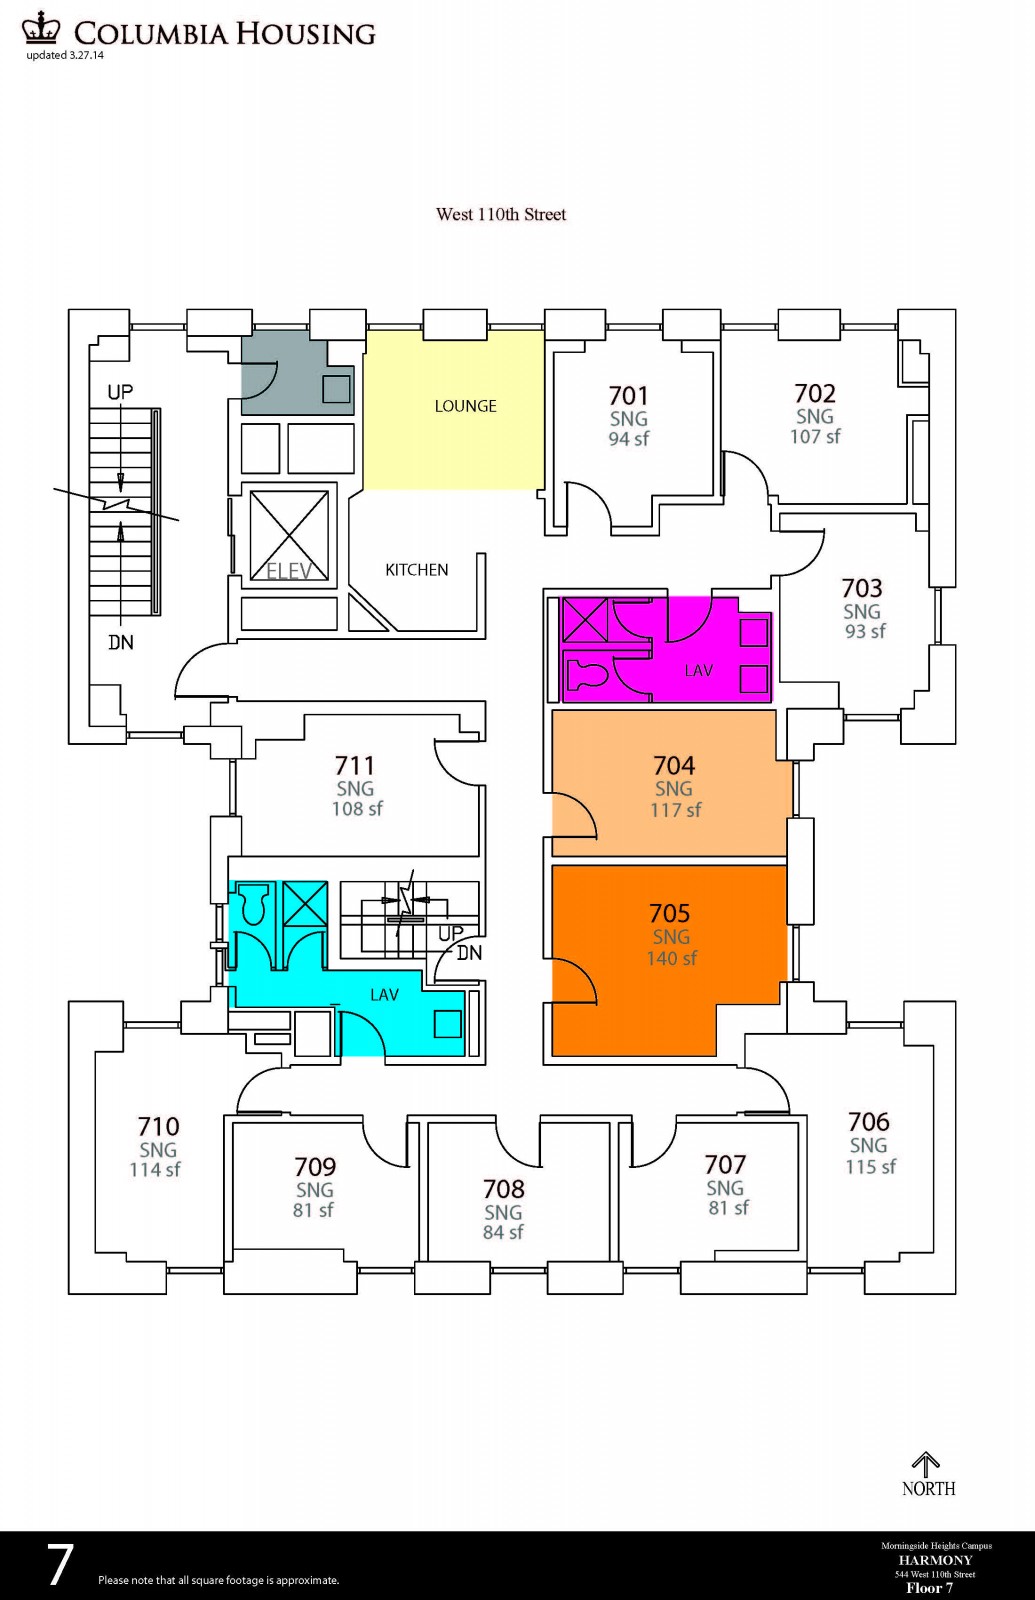 COLUMBIA HOUSING
updated 3.27.14
West 110th Street
UP
DN
LOUNGE
701
SNG
94 sf
702
SNG
107 sf
ELEV
KITCHEN
703
SNG
93 sf
LAV
711
SNG
108 sf
704
SNG
117 sf
705
SNG
140 sf
UP
DN
LAV
710
SNG
114 sf
709
SNG
81 sf
708
SNG
84 sf
707
SNG
81 sf
706
SNG
115 sf
NORTH
7
Please note that all square footage is approximate.
Morningside Heights Campus
HARMONY
544 West 110th Street
Floor 7